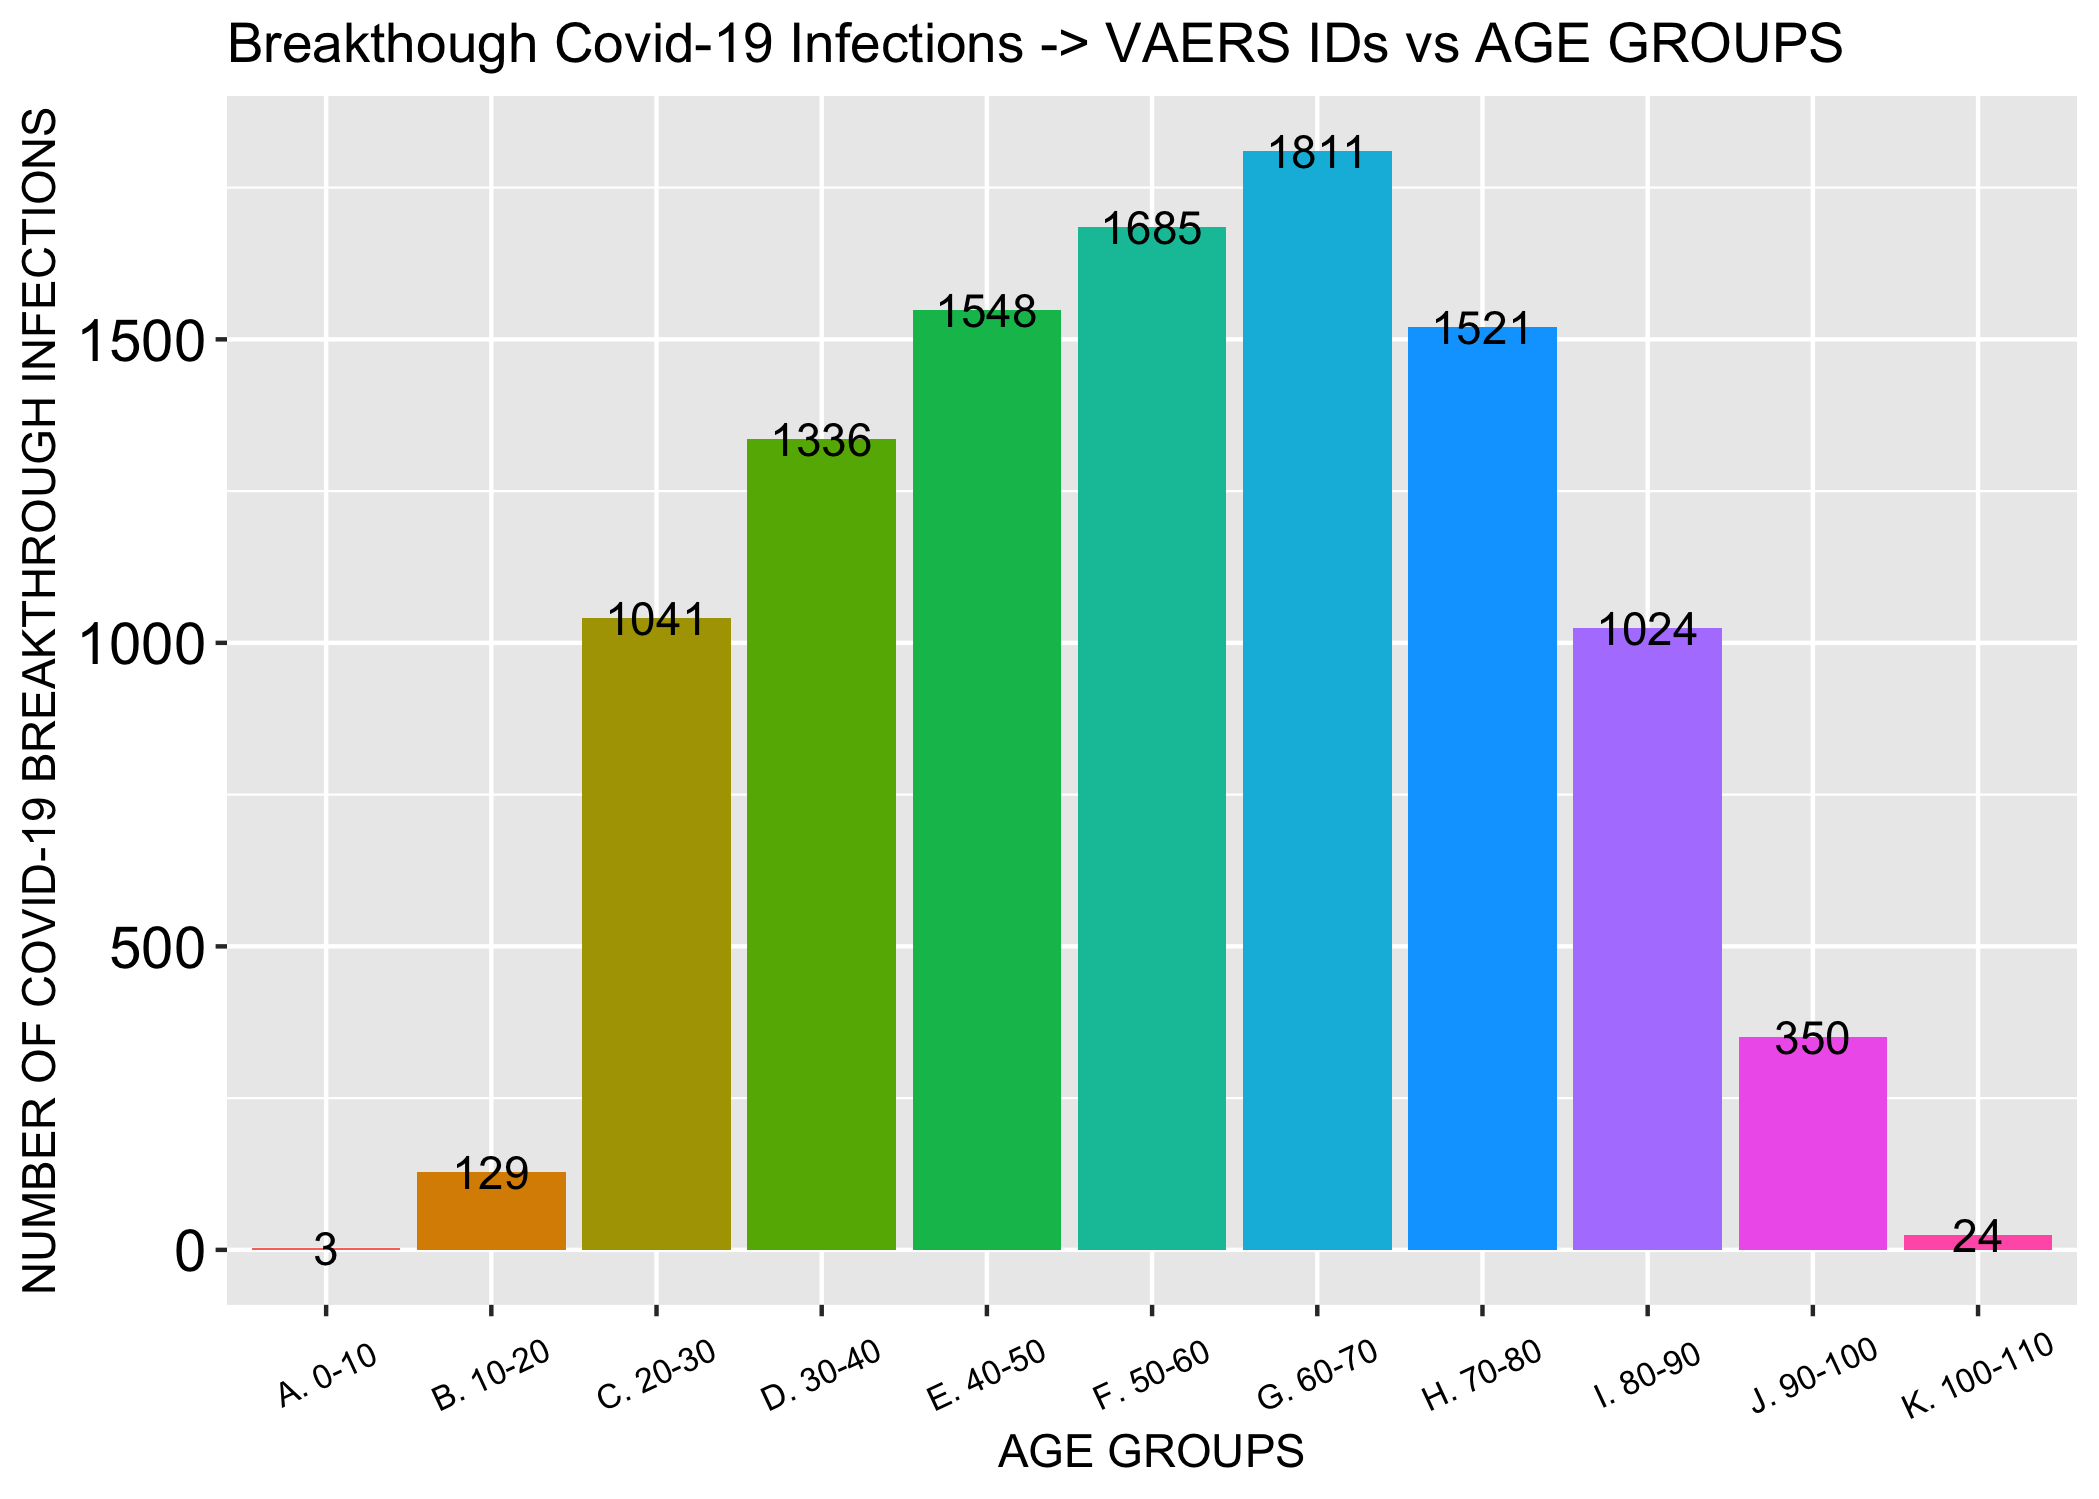 Breakthough Covid-19 Infections -> VAERS IDs vs AGE GROUPS
NUMBER OF COVID-19 BREAKTHROUGH INFECTIONS
1500
1000
500
0
3
129
1041
1336
1548
1685
1811
1521
1024
350
24
A. 0-10
B. 10-20
C. 20-30
D. 30-40
E. 40-50
F. 50-60
G. 60-70
H. 70-80
I. 80-90
J. 90-100
K. 100-110
AGE GROUPS